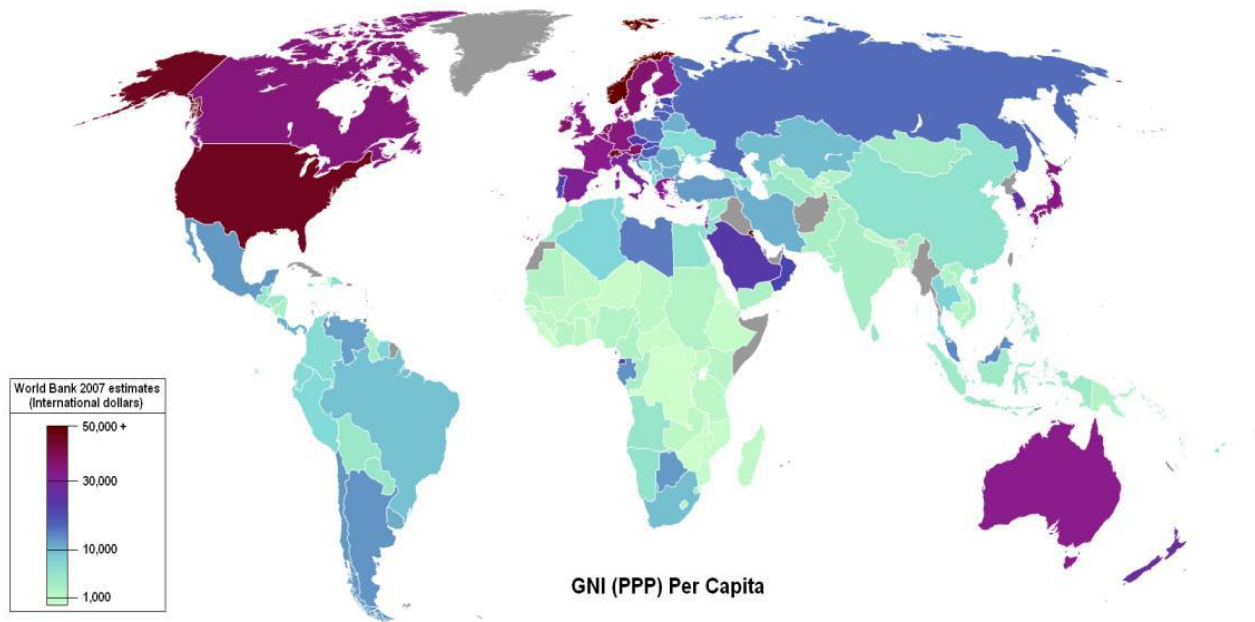 World Bank 2007 estimates
(International dollars)
50,000 +
30,000
10,000
1,000
GNI (PPP) Per Capita